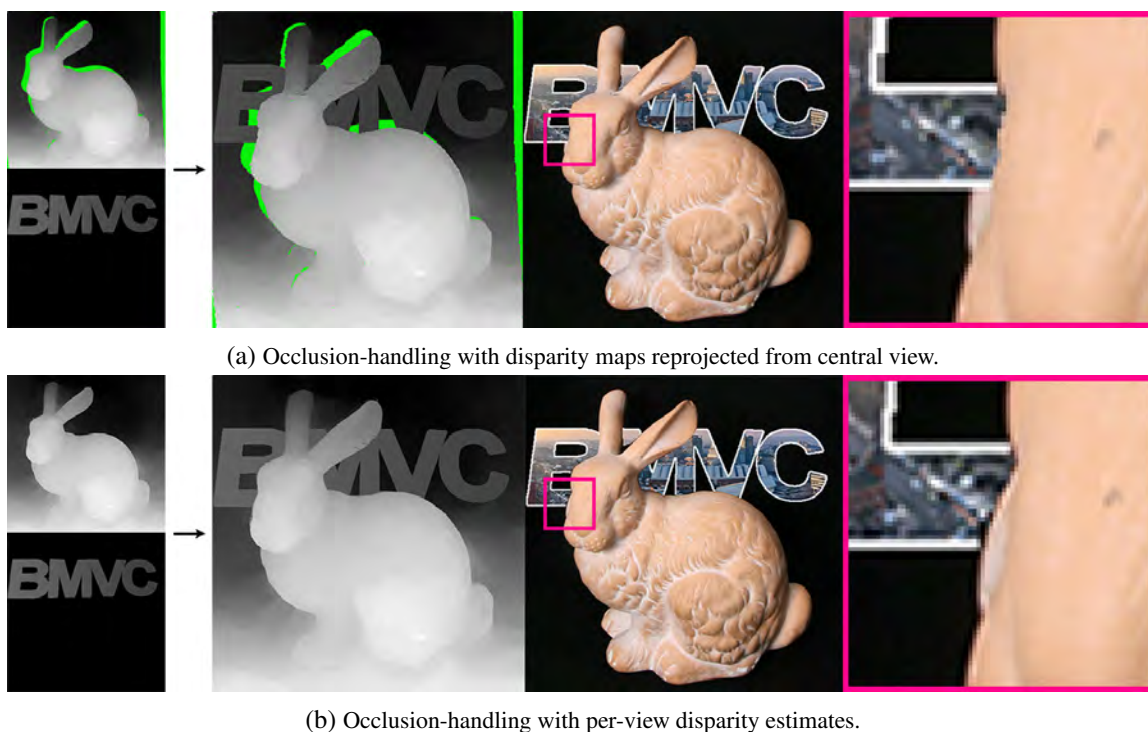 BMVC
BMVC
BMVC
(a) Occlusion-handling with disparity maps reprojected from central view.
BMVC
BMVC
BMVC
(b) Occlusion-handling with per-view disparity estimates.